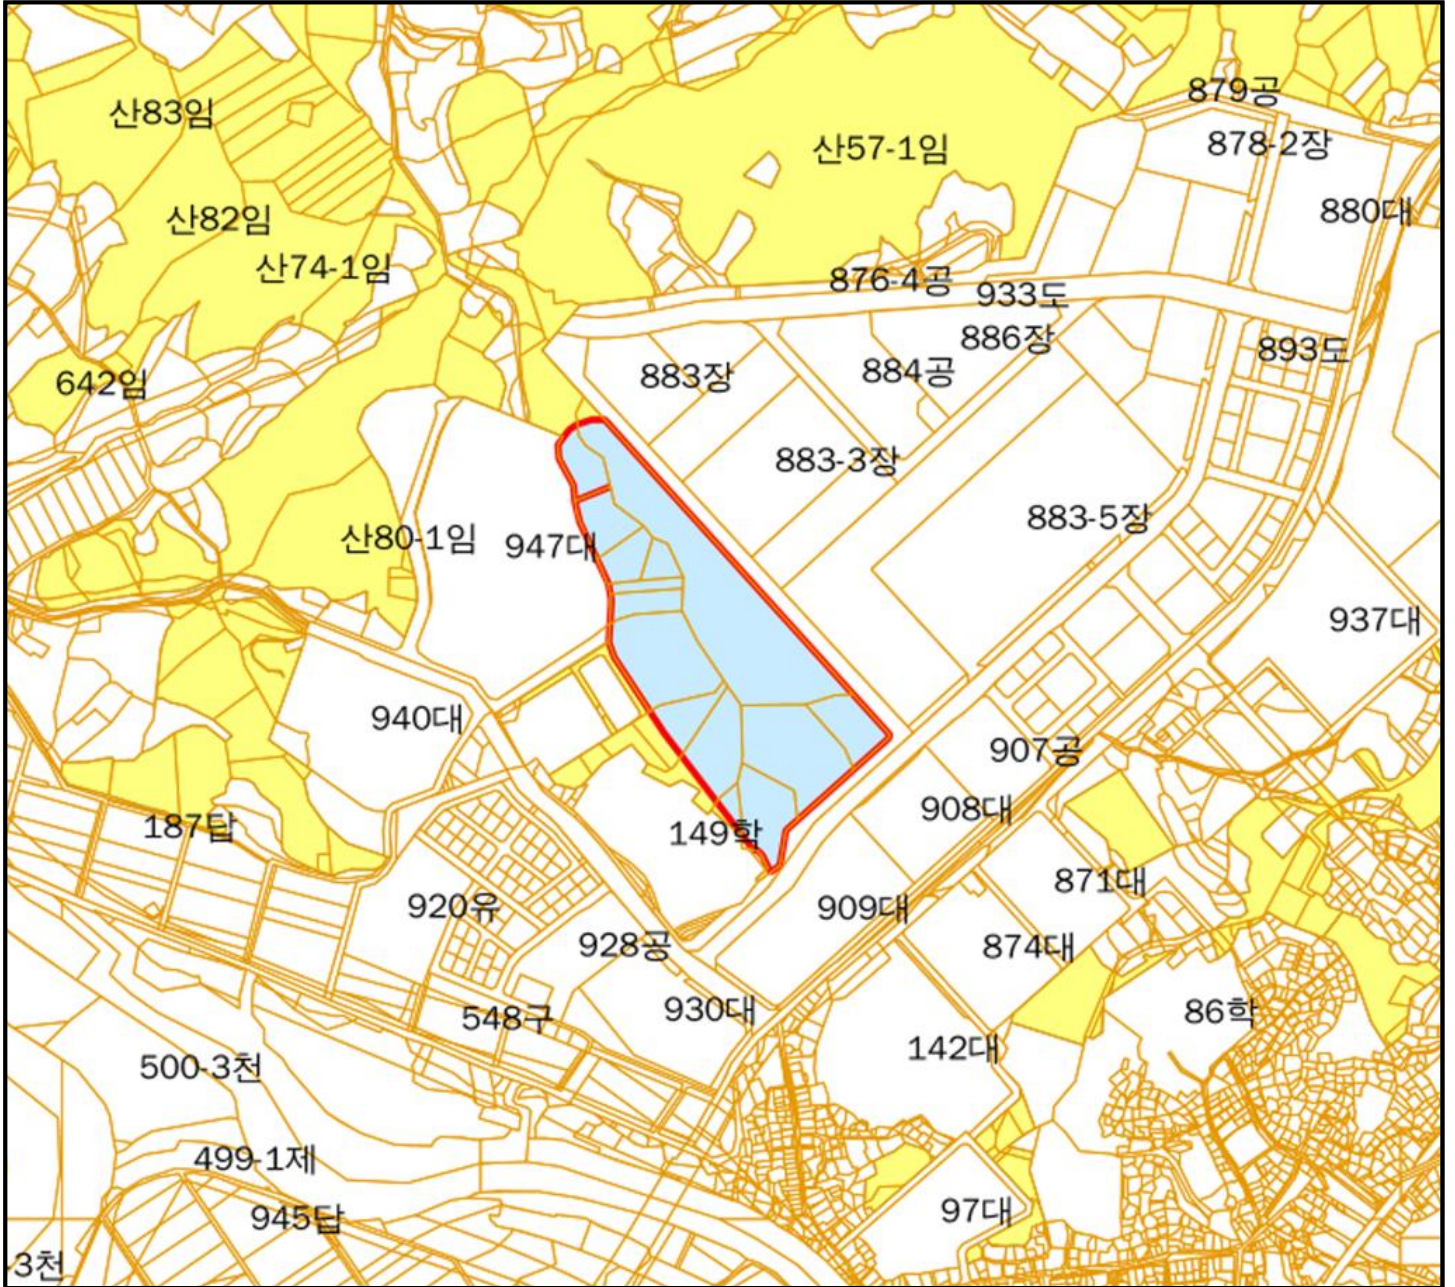 879공
산83임
878-2장
산57-1임
880대
산82임
산74-1임
876-4공
933도
886장
893도
883장
884공
642임
883-3장
883-5장
산80-1임
947대
937대
940대
907공
908대
187답
149학
871대
920유
909대
928공
874대
930대
86학
548구
142대
500-3천
499-1제
97대
945답
-3천